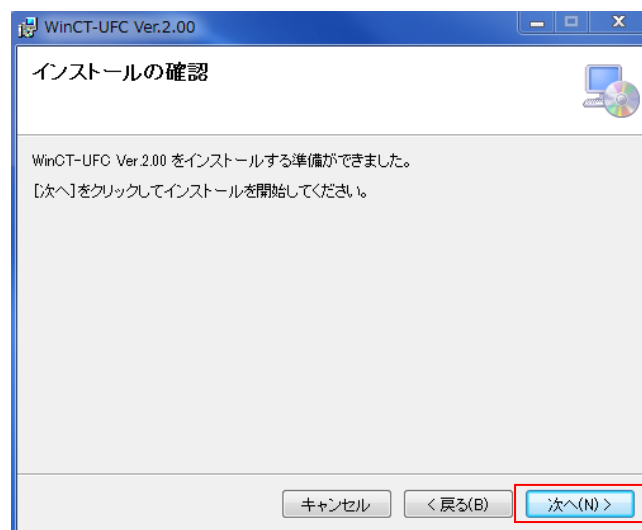 WinCT-UFC Ver.2.00
インストールの確認
WinCT-UFC Ver.2.00 をインストールする準備ができました。
[次へ]をクリックしてインストールを開始してください。
キャンセル
< 戻る(B)
次へ(N) >